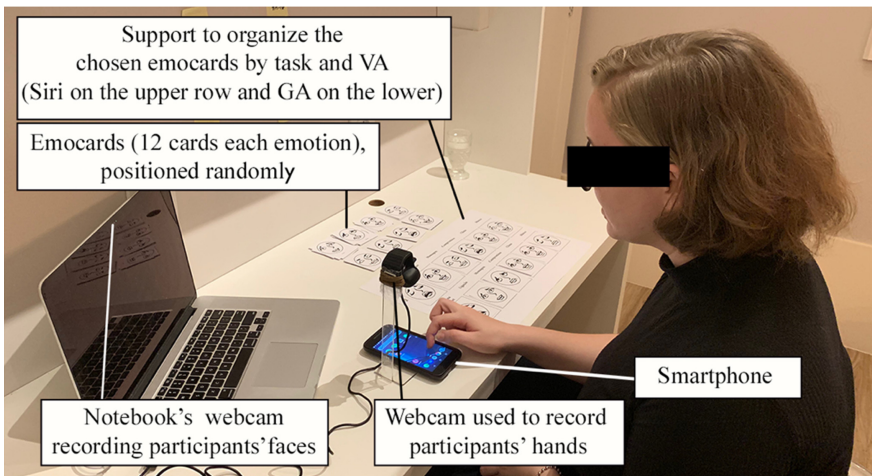 Support to organize the
chosen emocards by task and VA
(Siri on the upper row and GA on the lower)
Emocards (12 cards each emotion),
positioned randomly
Smartphone
Notebook's webcam
recording participants'faces
Webcam used to record
participants' hands